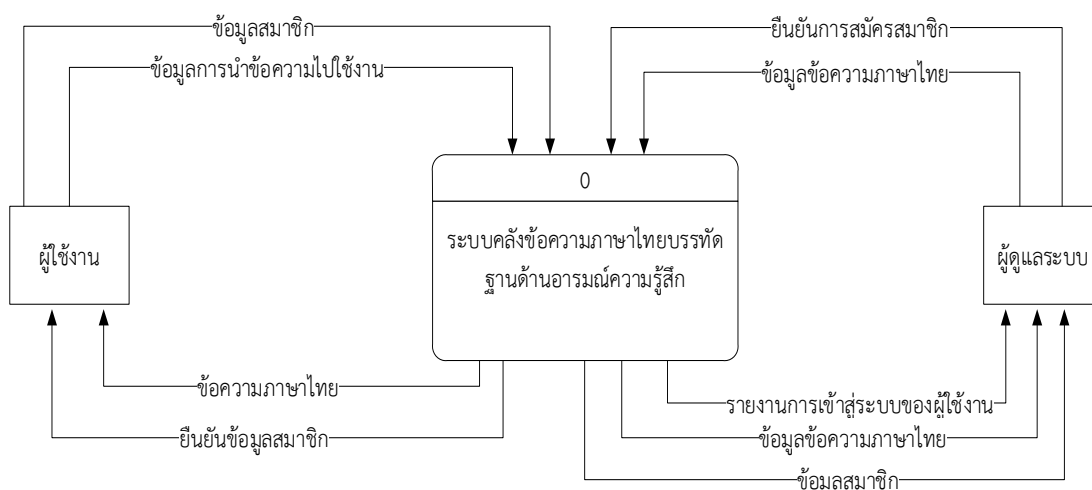 ข้อมูลสมาชิก
ยืนยันการสมัครสมาชิก
ข้อมูลการนำข้อความไปใช้งาน
ข้อมูลข้อความภาษาไทย
0
ผู้ใช้งาน
ระบบคลังข้อความภาษาไทยบรรทัด
ฐานด้านอารมณ์ความรู้สึก
ผู้ดูแลระบบ
ข้อความภาษาไทย
รายงานการเข้าสู่ระบบของผู้ใช้งาน
ยืนยันข้อมูลสมาชิก
ข้อมูลข้อความภาษาไทย
ข้อมูลสมาชิก